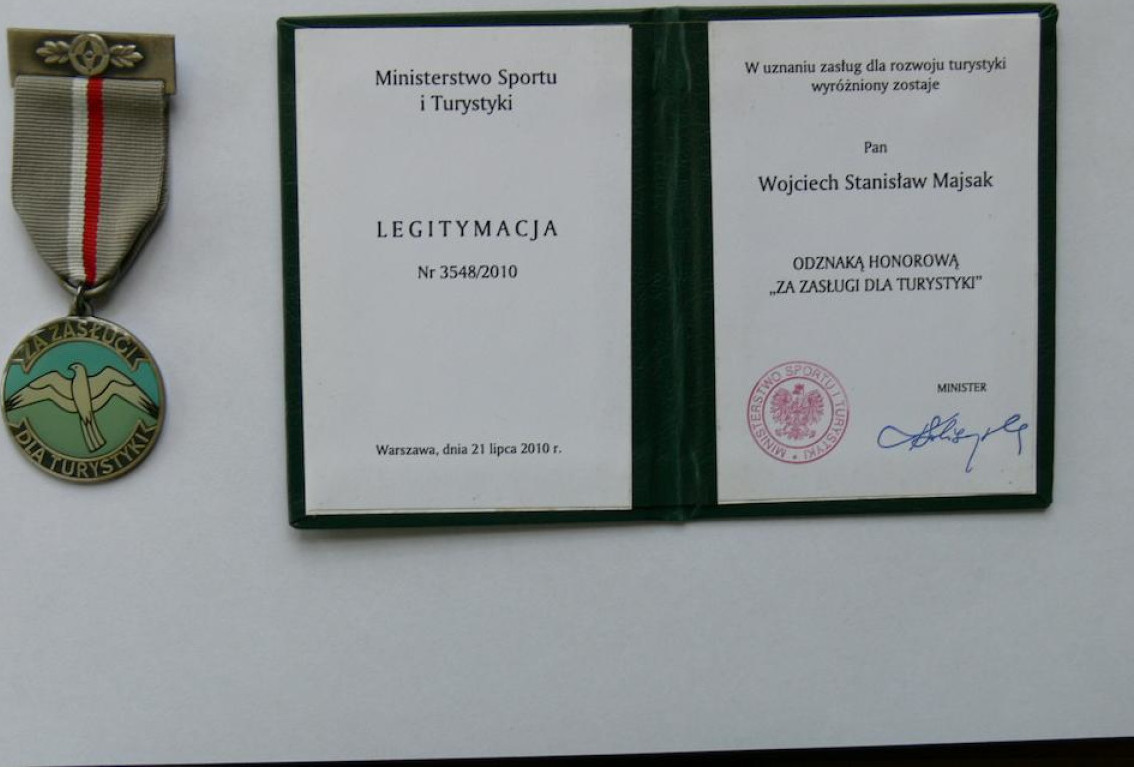 ZA ZASŁUGI
DLA TURYSTYKI
Ministerstwo Sportu
i Turystyki
LEGITYMACJA
Nr 3548/2010
Warszawa, dnia 21 lipca 2010 r.
W uznaniu zasług dla rozwoju turystyki
wyróżniony zostaje
Pan
Wojciech Stanisław Majsak
ODZNAKĄ HONOROWĄ
„ZA ZASŁUGI DLA TURYSTYKI”
MINISTERSTWO SPORTU I TURYSTYKI *
MINISTER